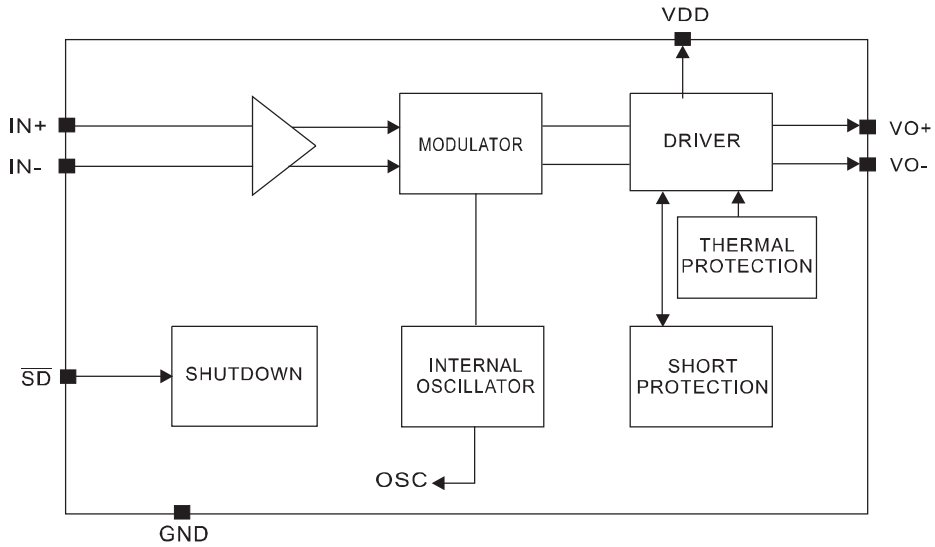 VDD
IN+
IN-
MODULATOR
DRIVER
VO+
VO-
THERMAL
PROTECTION
SD
SHUTDOWN
INTERNAL
OSCILLATOR
SHORT
PROTECTION
OSC
GND